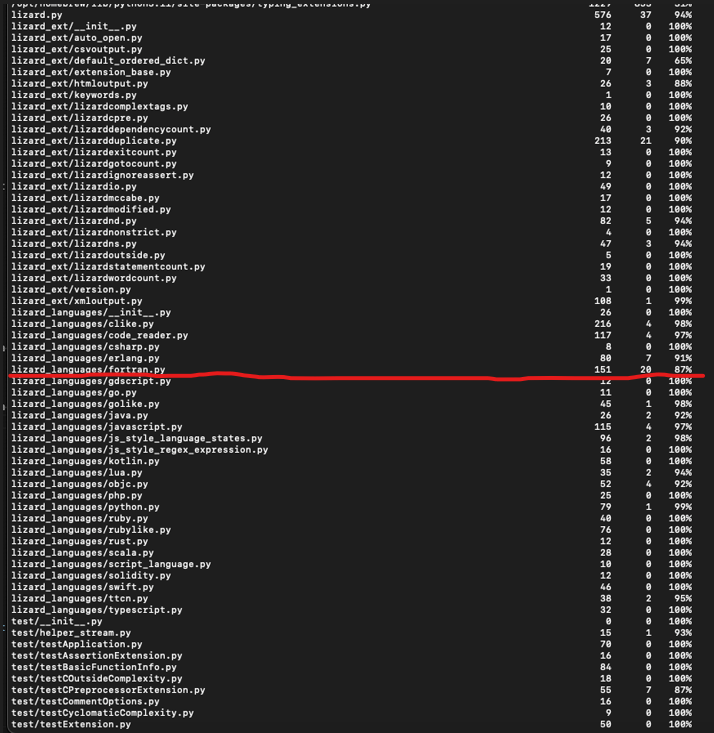 /opt/homebrew/lib/python3.11/site-packages/typing_extensions.py 1229 835 31%
lizard.py 576 37 94%
lizard_ext/__init__.py 12 0 100%
lizard_ext/auto_open.py 17 0 100%
lizard_ext/csvoutput.py 25 0 100%
lizard_ext/default_ordered_dict.py 20 7 65%
lizard_ext/extension_base.py 7 0 100%
lizard_ext/htmloutput.py 26 3 88%
lizard_ext/keywords.py 1 0 100%
lizard_ext/lizardcomplextags.py 10 0 100%
lizard_ext/lizardcpre.py 26 0 100%
lizard_ext/lizarddependencycount.py 40 3 92%
lizard_ext/lizardduplicate.py 213 21 90%
lizard_ext/lizardexitcount.py 13 0 100%
lizard_ext/lizardgotocount.py 9 0 100%
lizard_ext/lizardignoreassert.py 12 0 100%
lizard_ext/lizardio.py 49 0 100%
lizard_ext/lizardmccabe.py 17 0 100%
lizard_ext/lizardmodified.py 12 0 100%
lizard_ext/lizardnd.py 82 5 94%
lizard_ext/lizardnonstrict.py 4 0 100%
lizard_ext/lizardns.py 47 3 94%
lizard_ext/lizardoutside.py 5 0 100%
lizard_ext/lizardstatementcount.py 19 0 100%
lizard_ext/lizardwordcount.py 33 0 100%
lizard_ext/version.py 1 0 100%
lizard_ext/xmloutput.py 108 1 99%
lizard_languages/__init__.py 26 0 100%
lizard_languages/clike.py 216 4 98%
lizard_languages/code_reader.py 117 4 97%
lizard_languages/csharp.py 8 0 100%
lizard_languages/erlang.py 80 7 91%
lizard_languages/fortran.py 151 20 87%
lizard_languages/gdscript.py 12 0 100%
lizard_languages/go.py 11 0 100%
lizard_languages/golike.py 45 1 98%
lizard_languages/java.py 26 2 92%
lizard_languages/javascript.py 115 4 97%
lizard_languages/js_style_language_states.py 96 2 98%
lizard_languages/js_style_regex_expression.py 16 0 100%
lizard_languages/kotlin.py 58 0 100%
lizard_languages/lua.py 35 2 94%
lizard_languages/objc.py 52 4 92%
lizard_languages/php.py 25 0 100%
lizard_languages/python.py 79 1 99%
lizard_languages/ruby.py 40 0 100%
lizard_languages/rubylike.py 76 0 100%
lizard_languages/rust.py 12 0 100%
lizard_languages/scala.py 28 0 100%
lizard_languages/script_language.py 10 0 100%
lizard_languages/solidity.py 12 0 100%
lizard_languages/swift.py 46 0 100%
lizard_languages/ttcn.py 38 2 95%
lizard_languages/typescript.py 32 0 100%
test/__init__.py 0 0 100%
test/helper_stream.py 15 1 93%
test/testApplication.py 70 0 100%
test/testAssertionExtension.py 16 0 100%
test/testBasicFunctionInfo.py 84 0 100%
test/testCOutsideComplexity.py 18 0 100%
test/testCPreprocessorExtension.py 55 7 87%
test/testCommentOptions.py 16 0 100%
test/testCyclomaticComplexity.py 9 0 100%
test/testExtension.py 50 0 100%